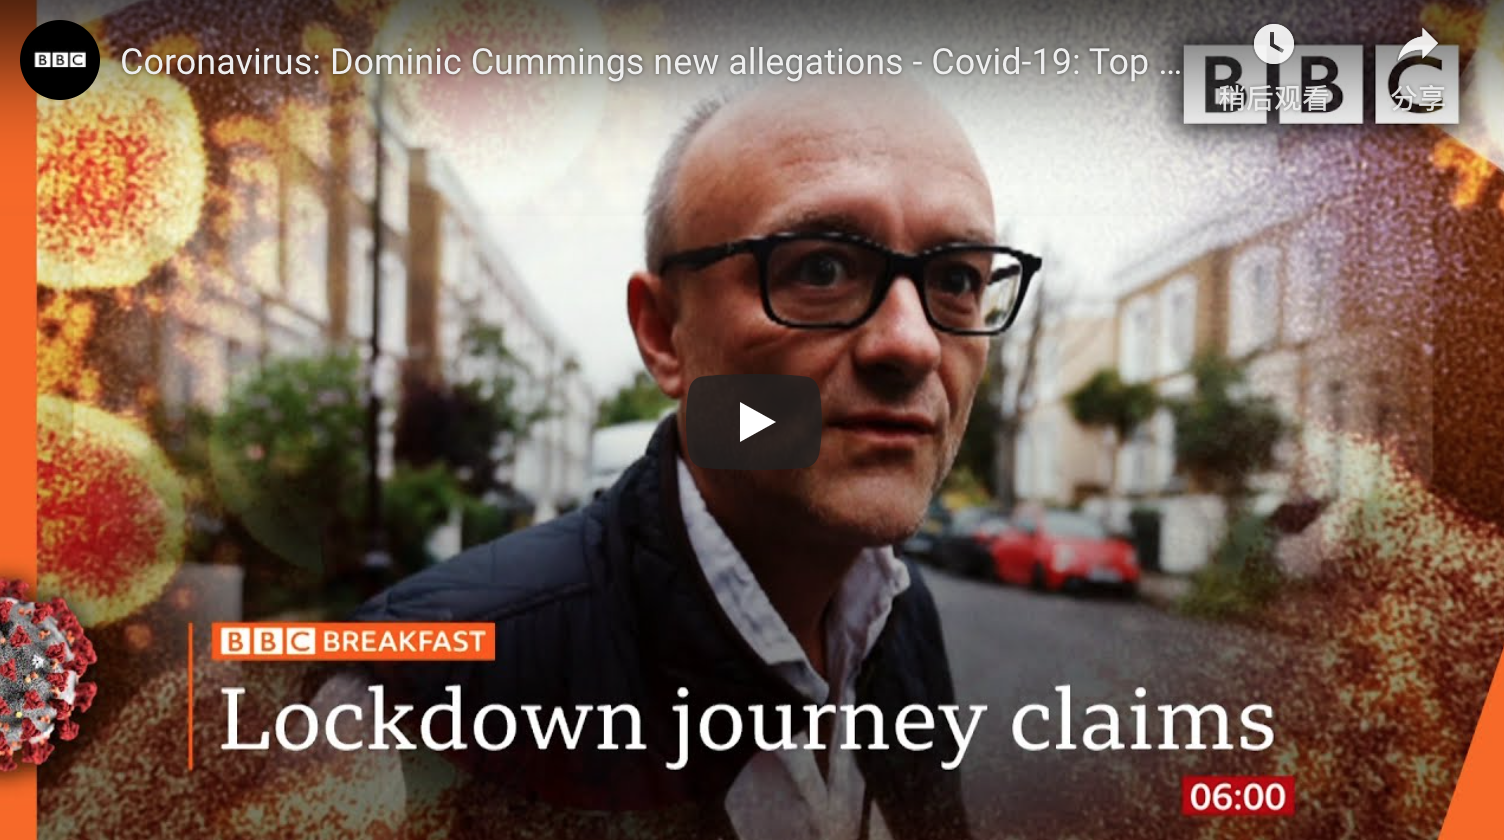 BBC
Coronavirus: Dominic Cummings new allegations - Covid-19: Top ...
BBC
稍后观看
分享
BBC BREAKFAST
Lockdown journey claims
06:00